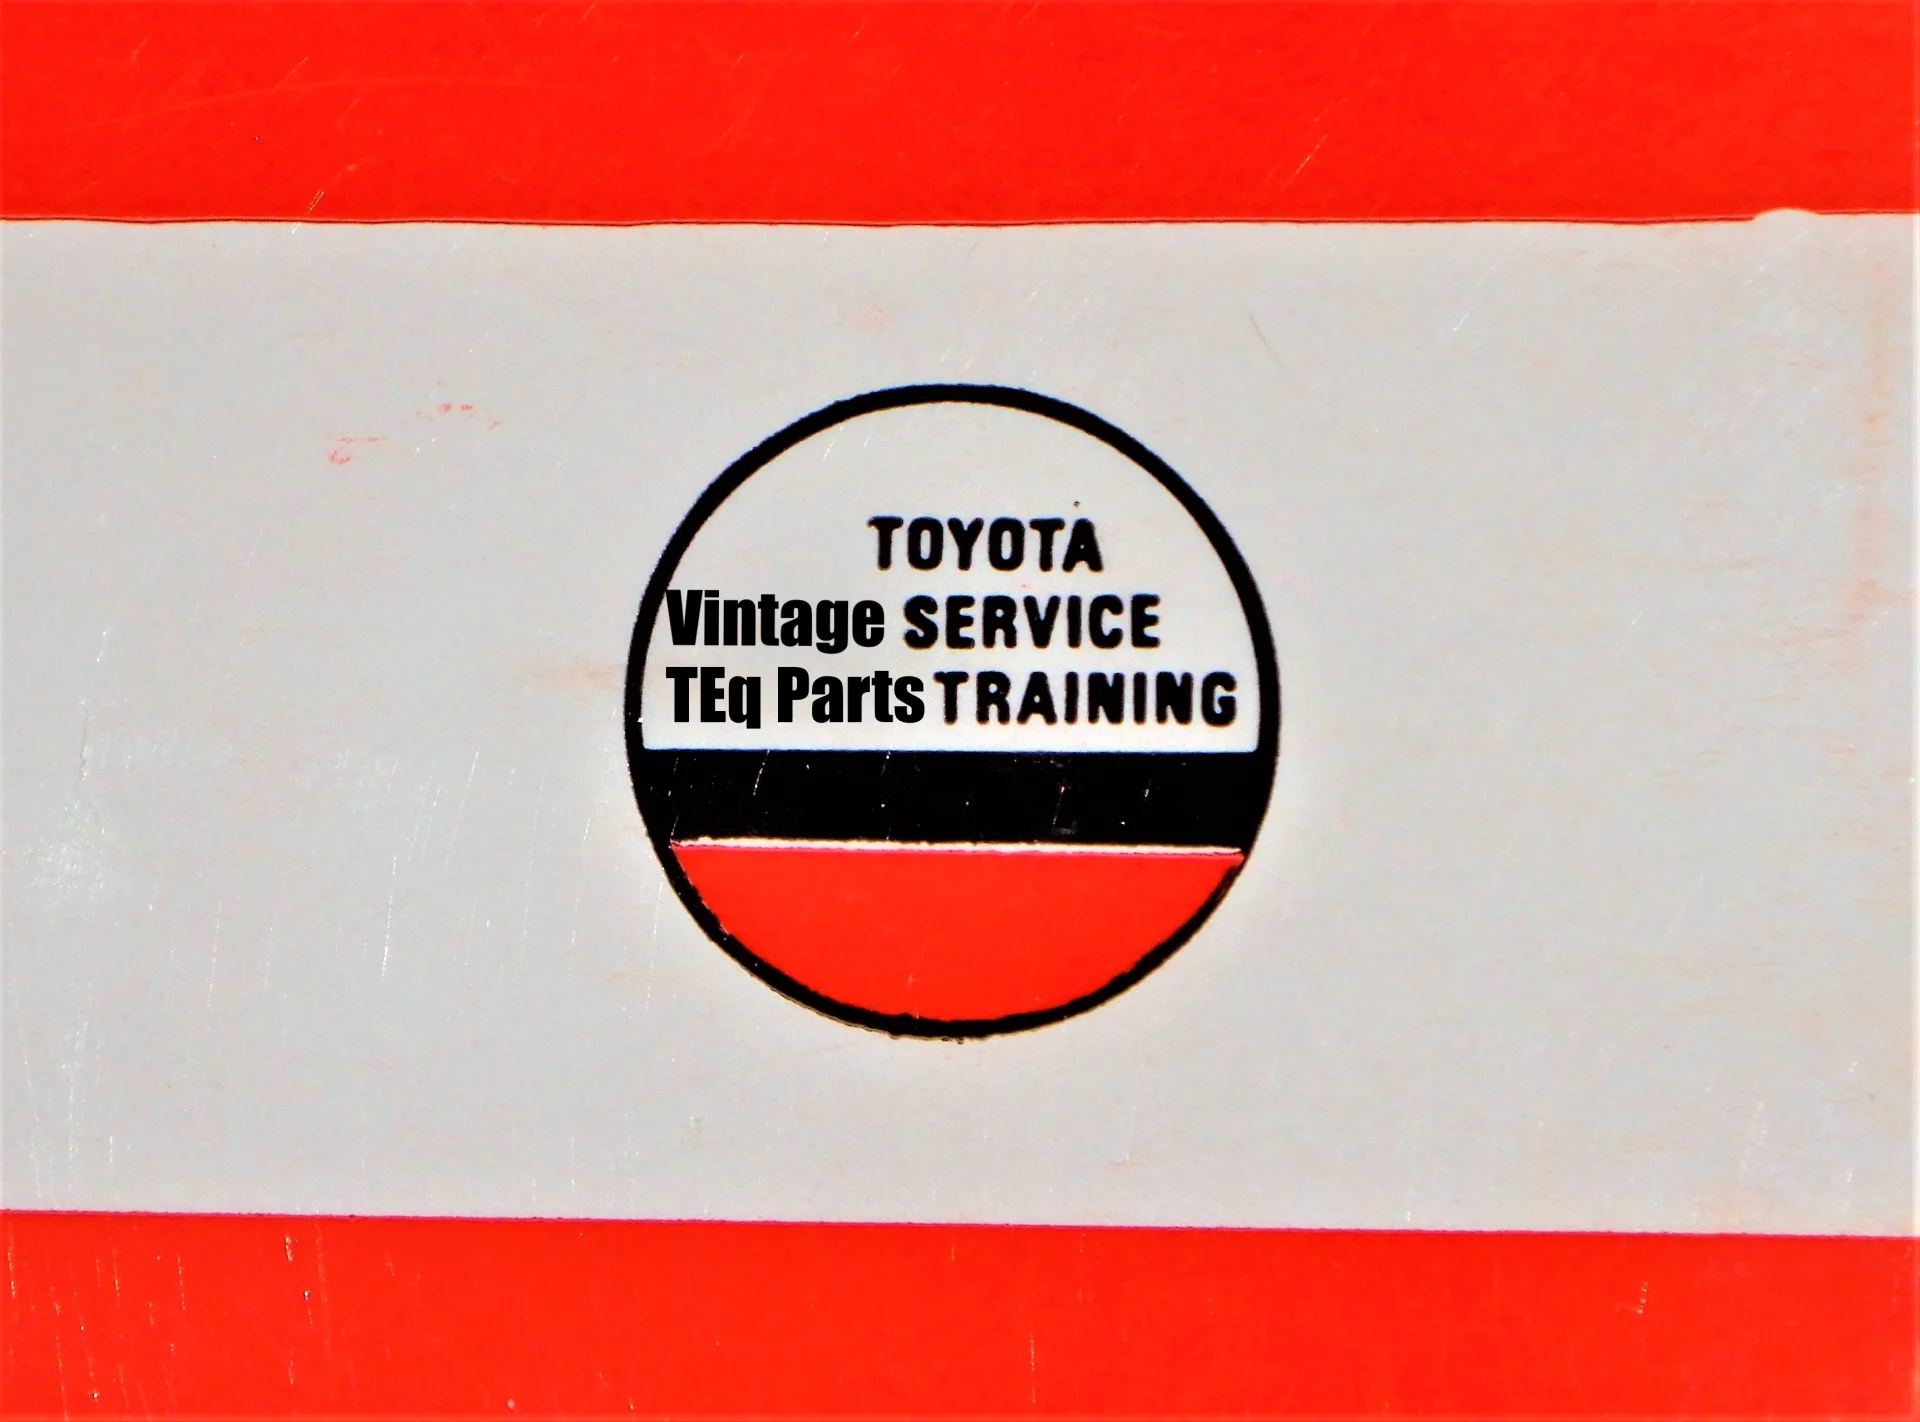 TOYOTA
Vintage SERVICE
TEq Parts TRAINING